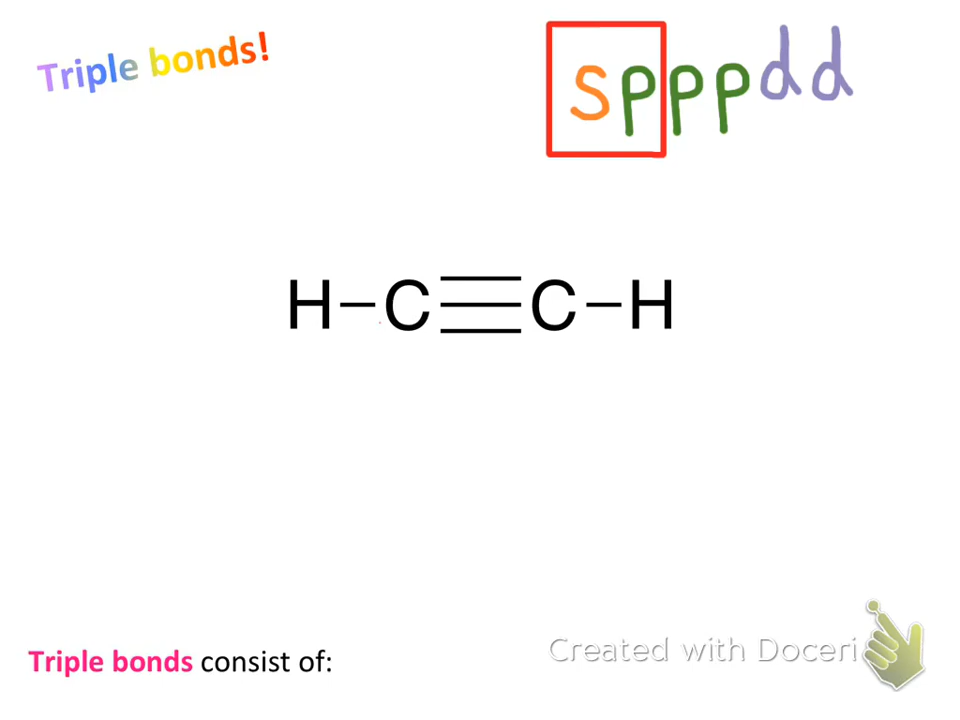 Triple bonds!
spppdd
H–C≡C–H
Triple bonds consist of:
Created with Doceri